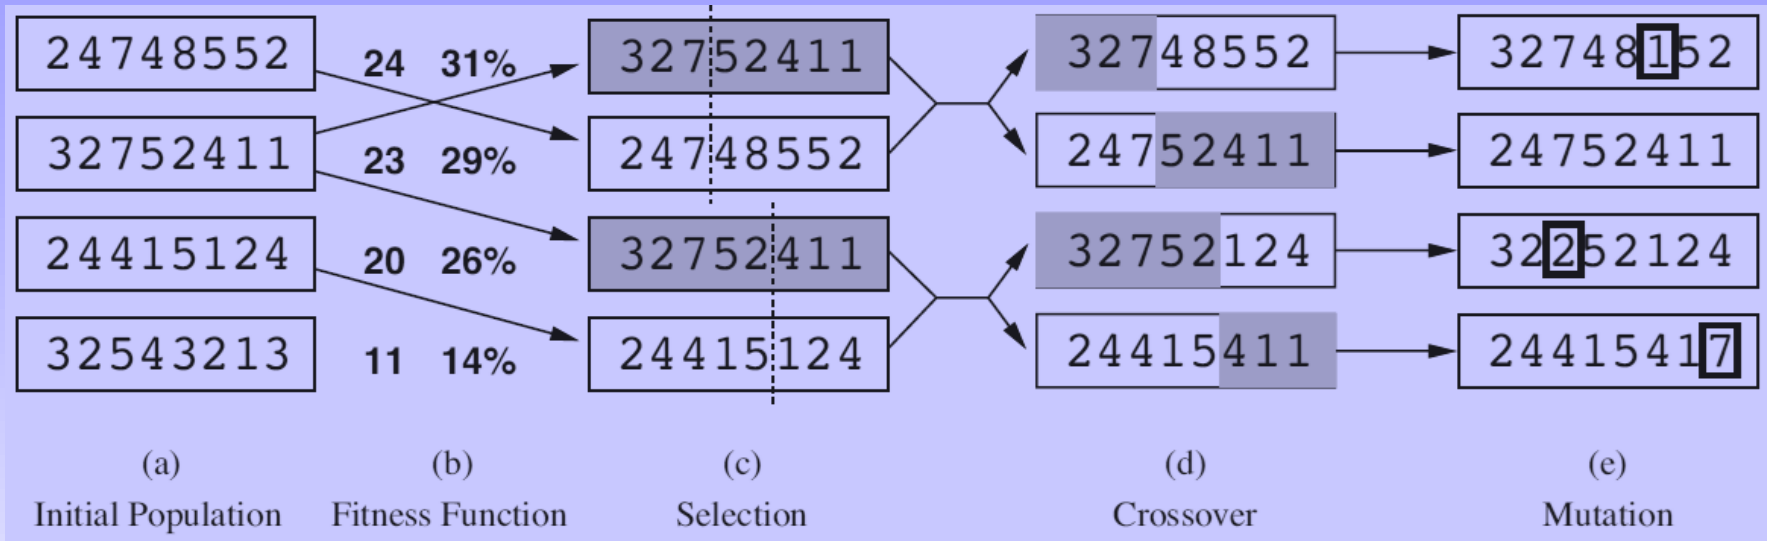 24748552 24 31% 32752411 32748552 32748152
32752411 23 29% 24748552 24752411 24752411
24415124 20 26% 32752411 32752124 32252124
32543213 11 14% 24415124 24415411 24415417
(a) (b) (c) (d) (e)
Initial Population Fitness Function Selection Crossover Mutation